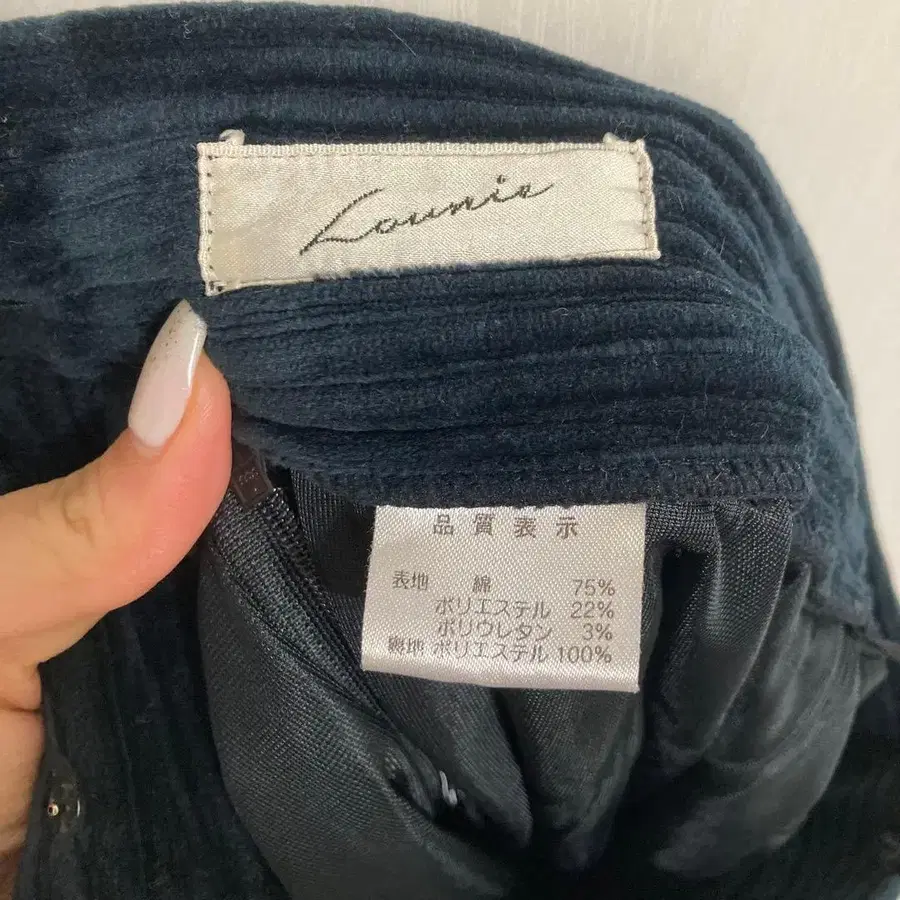 Lounie
品質表示
表地 綿 75%
ポリエステル 22%
ポリウレタン 3%
裏地 ポリエステル 100%